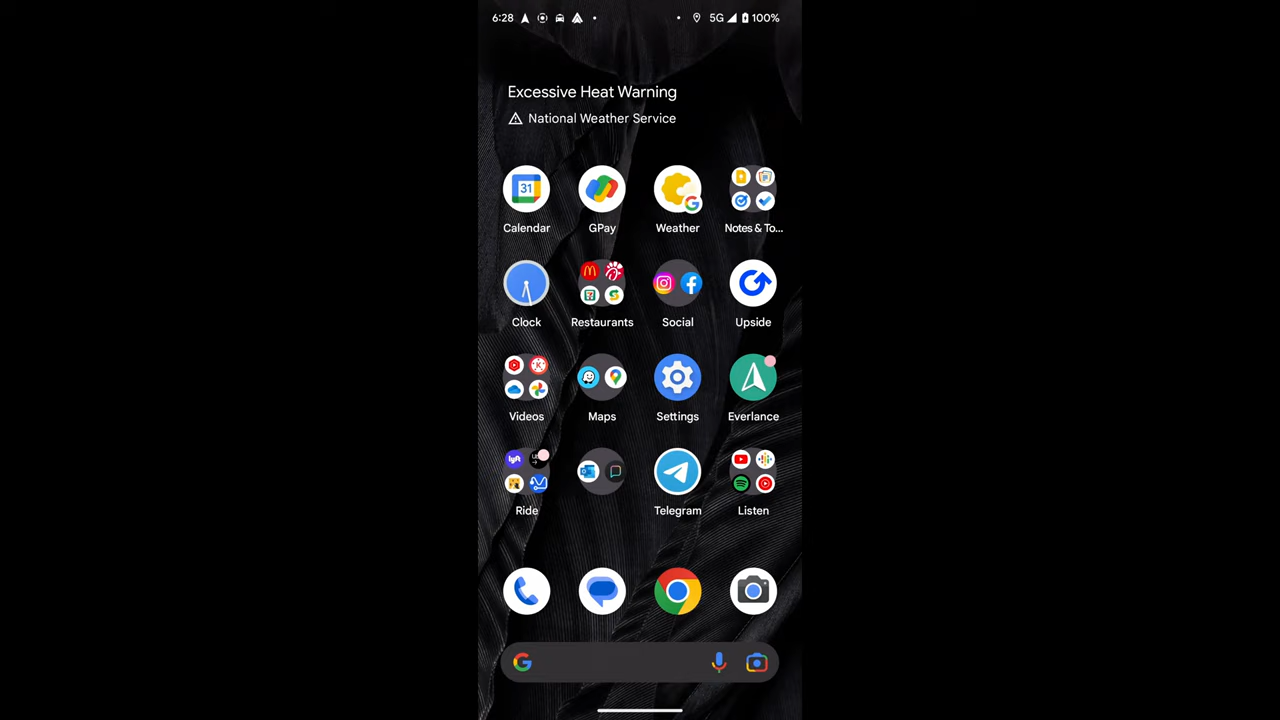 6:28 5G 100%
Excessive Heat Warning
National Weather Service
31
Calendar GPay Weather Notes & To...
Clock Restaurants Social Upside
Videos Maps Settings Everlance
Ride Telegram Listen